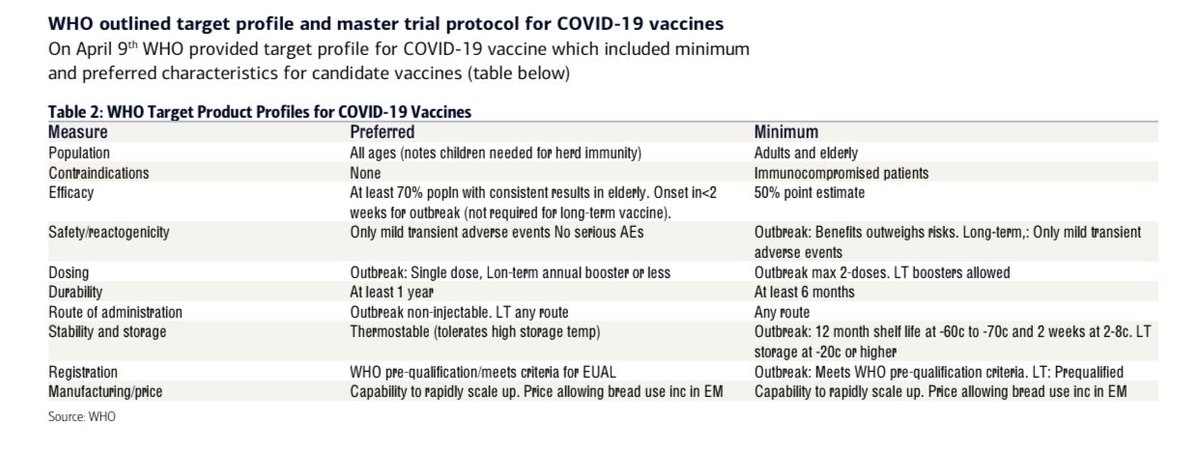 WHO outlined target profile and master trial protocol for COVID-19 vaccines
On April 9th WHO provided target profile for COVID-19 vaccine which included minimum
and preferred characteristics for candidate vaccines (table below)
Table 2: WHO Target Product Profiles for COVID-19 Vaccines
Measure Preferred Minimum
Population All ages (notes children needed for herd immunity) Adults and elderly
Contraindications None Immunocompromised patients
Efficacy At least 70% popln with consistent results in elderly. Onset in<2 50% point estimate
weeks for outbreak (not required for long-term vaccine).
Safety/reactogenicity Only mild transient adverse events No serious AEs Outbreak: Benefits outweighs risks. Long-term,: Only mild transient
adverse events
Dosing Outbreak: Single dose, Lon-term annual booster or less Outbreak max 2-doses. LT boosters allowed
Durability At least 1 year At least 6 months
Route of administration Outbreak non-injectable. LT any route Any route
Stability and storage Thermostable (tolerates high storage temp) Outbreak: 12 month shelf life at -60c to -70c and 2 weeks at 2-8c. LT
storage at -20c or higher
Registration WHO pre-qualification/meets criteria for EUAL Outbreak: Meets WHO pre-qualification criteria. LT: Prequalified
Manufacturing/price Capability to rapidly scale up. Price allowing bread use inc in EM Capability to rapidly scale up. Price allowing bread use inc in EM
Source: WHO